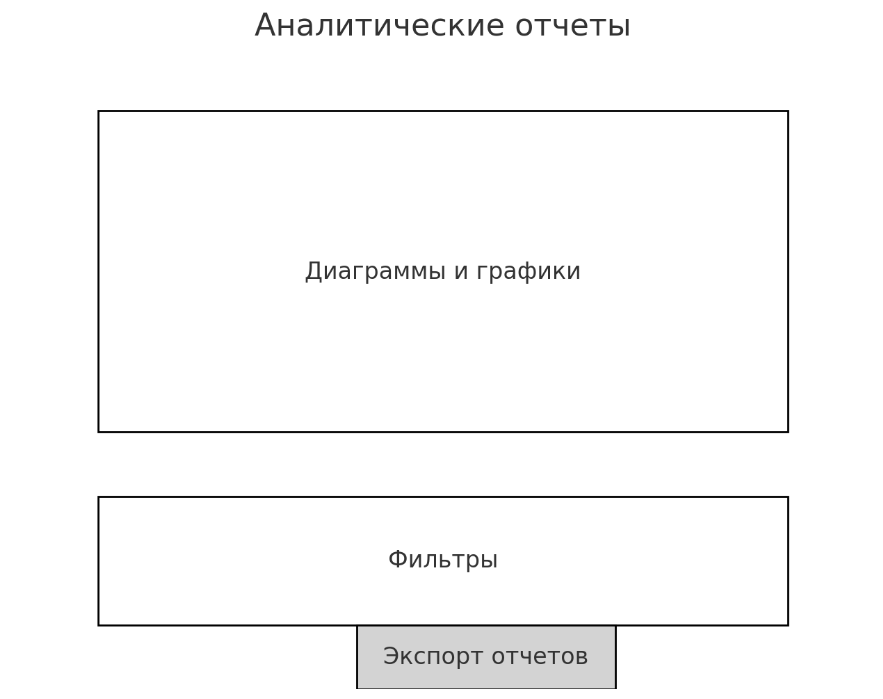 Аналитические отчеты
Диаграммы и графики
Фильтры
Экспорт отчетов